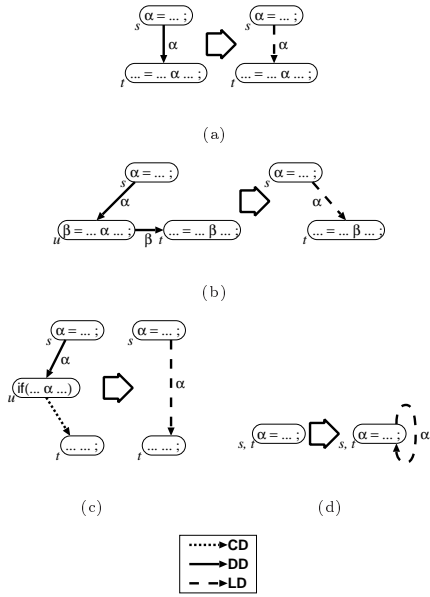 α = ... ; α = ... ;
s α s α
... = ... α ... ; ... = ... α ... ;
t t
(a)
α = ... ; α = ... ;
s α s α
β = ... α ... ; ... = ... β ... ; ... = ... β ... ;
u β t t
(b)
α = ... ; α = ... ;
s α s
if(... α ...) α
u
... ... ; ... ... ;
t t
α = ... ; α = ... ;
s, t s, t α
(c) (d)
CD
DD
LD